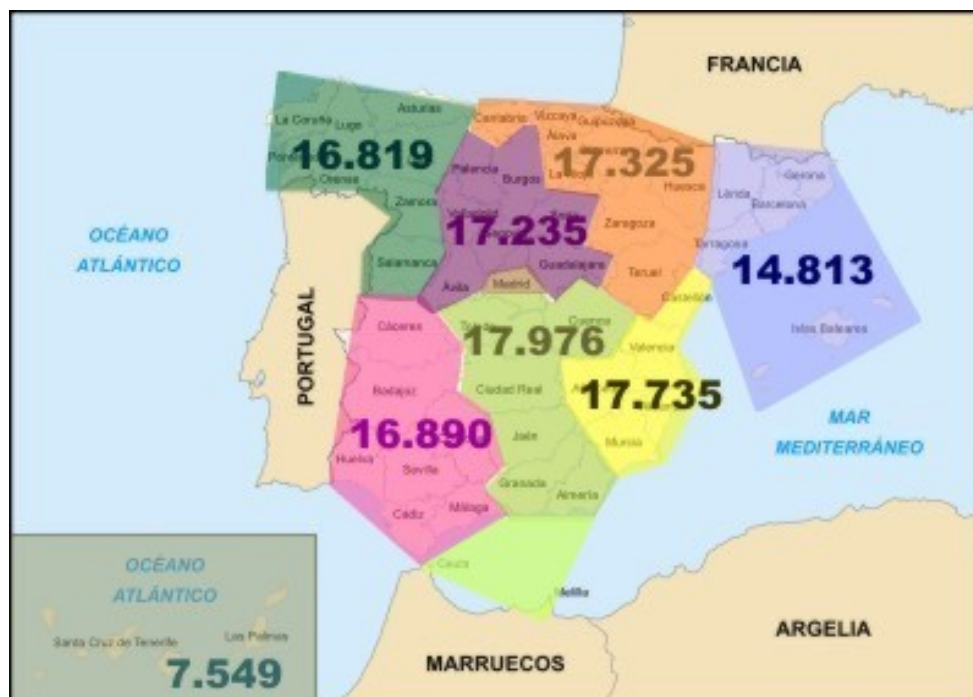 FRANCIA
Asturias
La Coruña
Lugo
Cantabria
Vizcaya
Guipúzcoa
Álava
16.819
Orense
Palencia
Burgos
17.325
Huesca
Lérida
Gerona
Barcelona
Zamora
Valladolid
Zaragoza
OCÉANO
ATLÁNTICO
17.235
Tarragona
Salamanca
Guadalajara
Teruel
14.813
Ávila
Madrid
Castellón
Cáceres
Toledo
Cuenca
Islas Baleares
PORTUGAL
17.976
Valencia
Badajoz
Ciudad Real
17.735
MAR
MEDITERRÁNEO
16.890
Jaén
Murcia
Huelva
Sevilla
Granada
Almería
Cádiz
Málaga
Ceuta
Melilla
OCÉANO
ATLÁNTICO
Santa Cruz de Tenerife
Las Palmas
7.549
MARRUECOS
ARGELIA